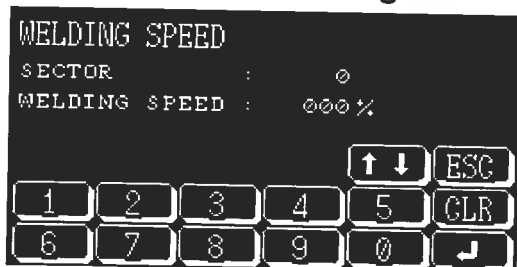 WELDING SPEED
SECTOR : 0
WELDING SPEED : 000%
↑ ↓ ESC
1 2 3 4 5 CLR
6 7 8 9 0 ↵